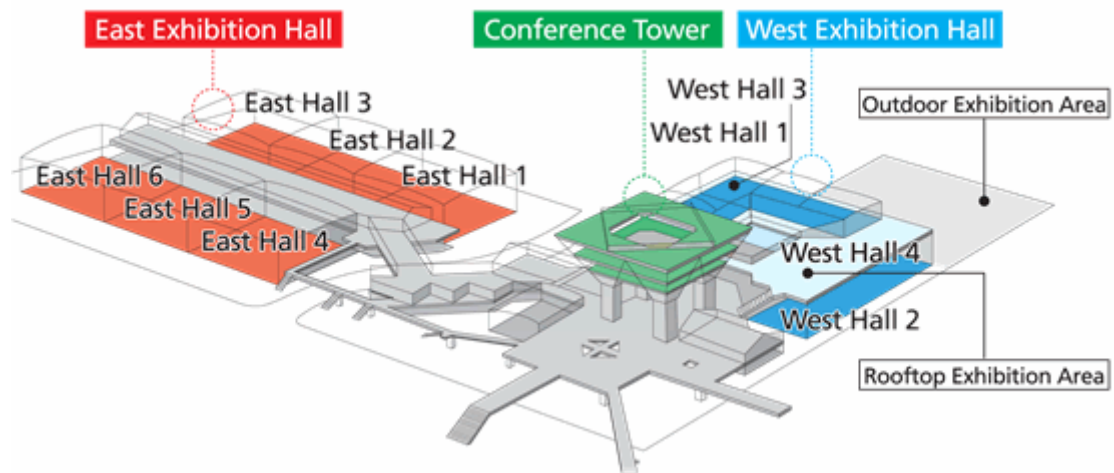 East Exhibition Hall
Conference Tower
West Exhibition Hall
East Hall 3
East Hall 2
East Hall 1
East Hall 6
East Hall 5
East Hall 4
West Hall 3
West Hall 1
Outdoor Exhibition Area
West Hall 4
West Hall 2
Rooftop Exhibition Area